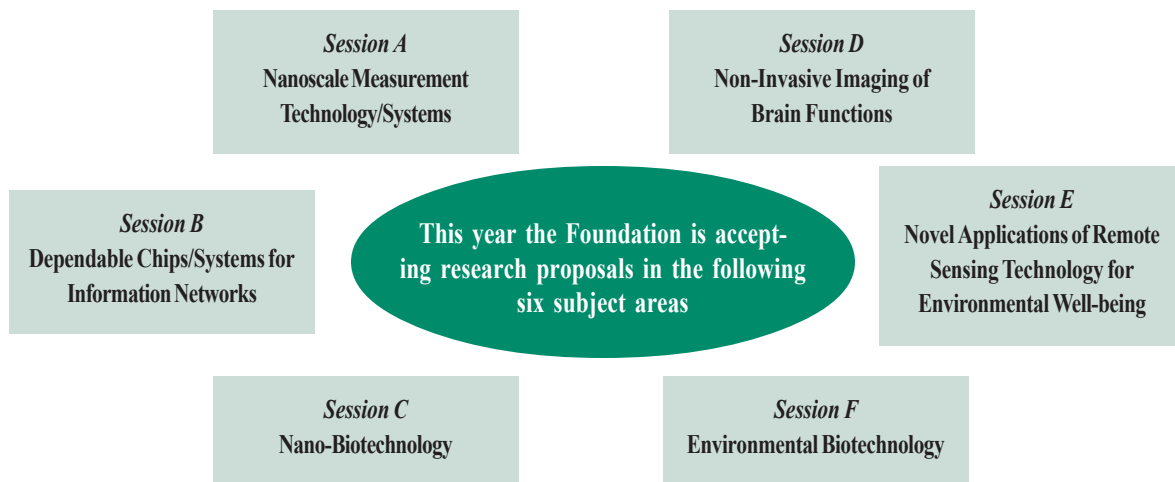 Session A
Nanoscale Measurement
Technology/Systems
Session D
Non-Invasive Imaging of
Brain Functions
Session B
Dependable Chips/Systems for
Information Networks
This year the Foundation is accept-
ing research proposals in the following
six subject areas
Session E
Novel Applications of Remote
Sensing Technology for
Environmental Well-being
Session C
Nano-Biotechnology
Session F
Environmental Biotechnology